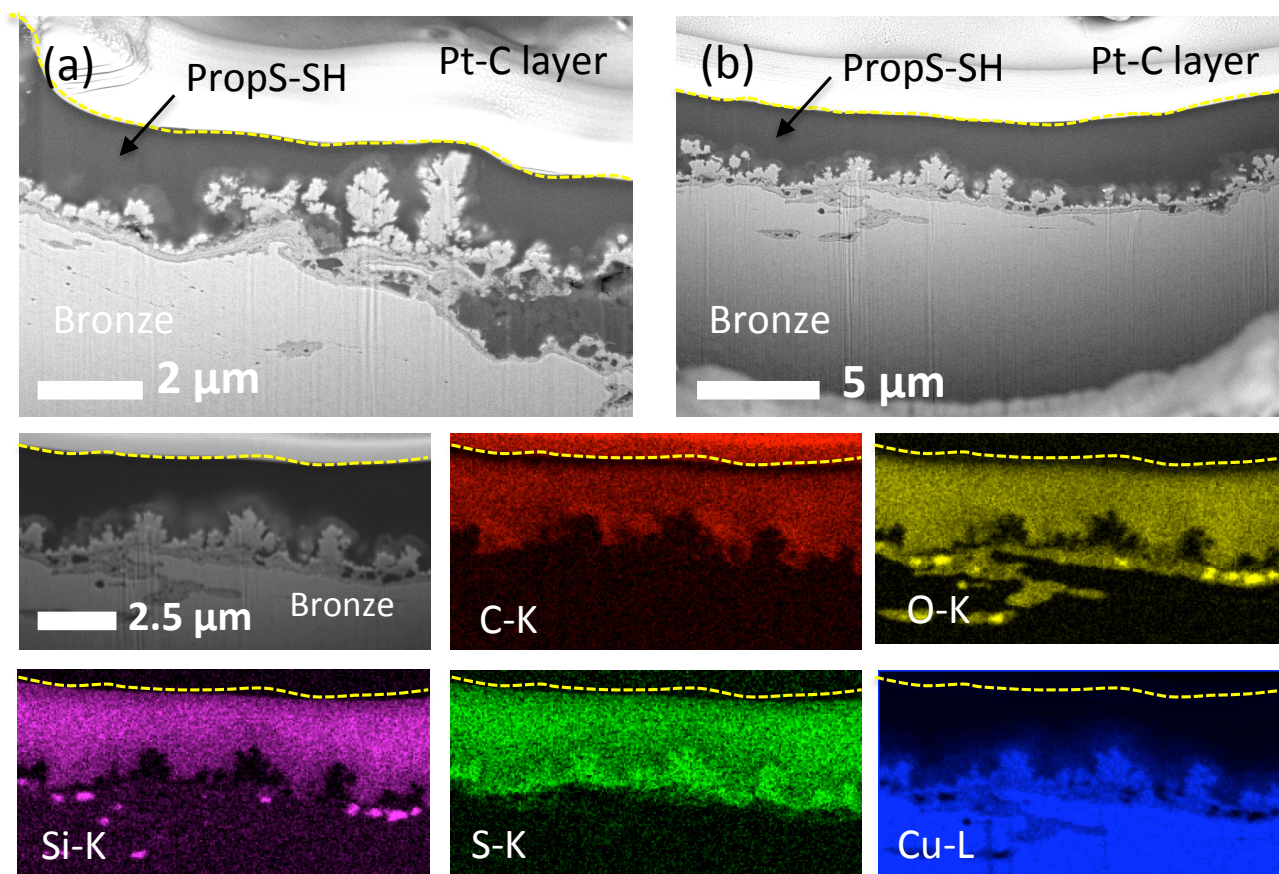 (a)
PropS-SH
Pt-C layer
Bronze
2 µm
(b)
PropS-SH
Pt-C layer
Bronze
5 µm
2.5 µm
Bronze
C-K
O-K
Si-K
S-K
Cu-L